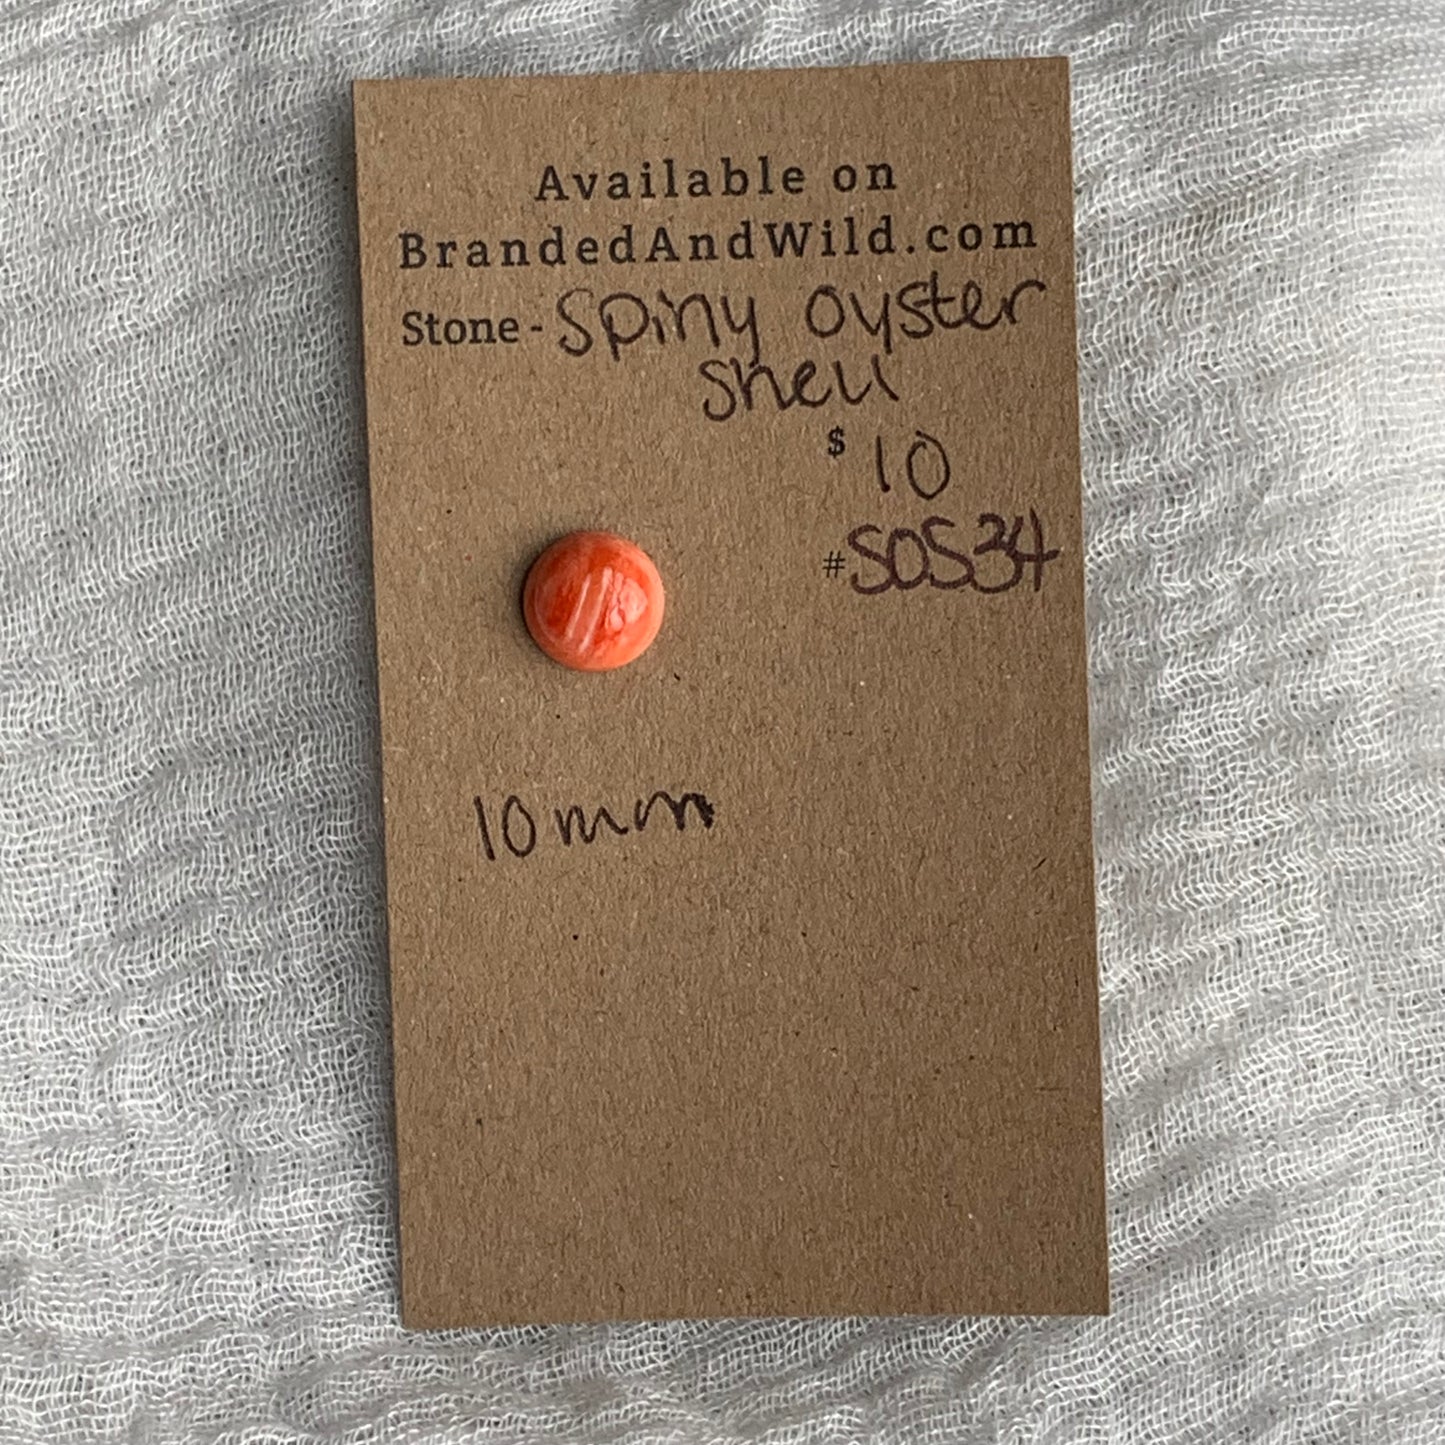 Available on
BrandedAndWild.com
Stone - Spiny oyster
shell
$ 10
#SOS34
10mm